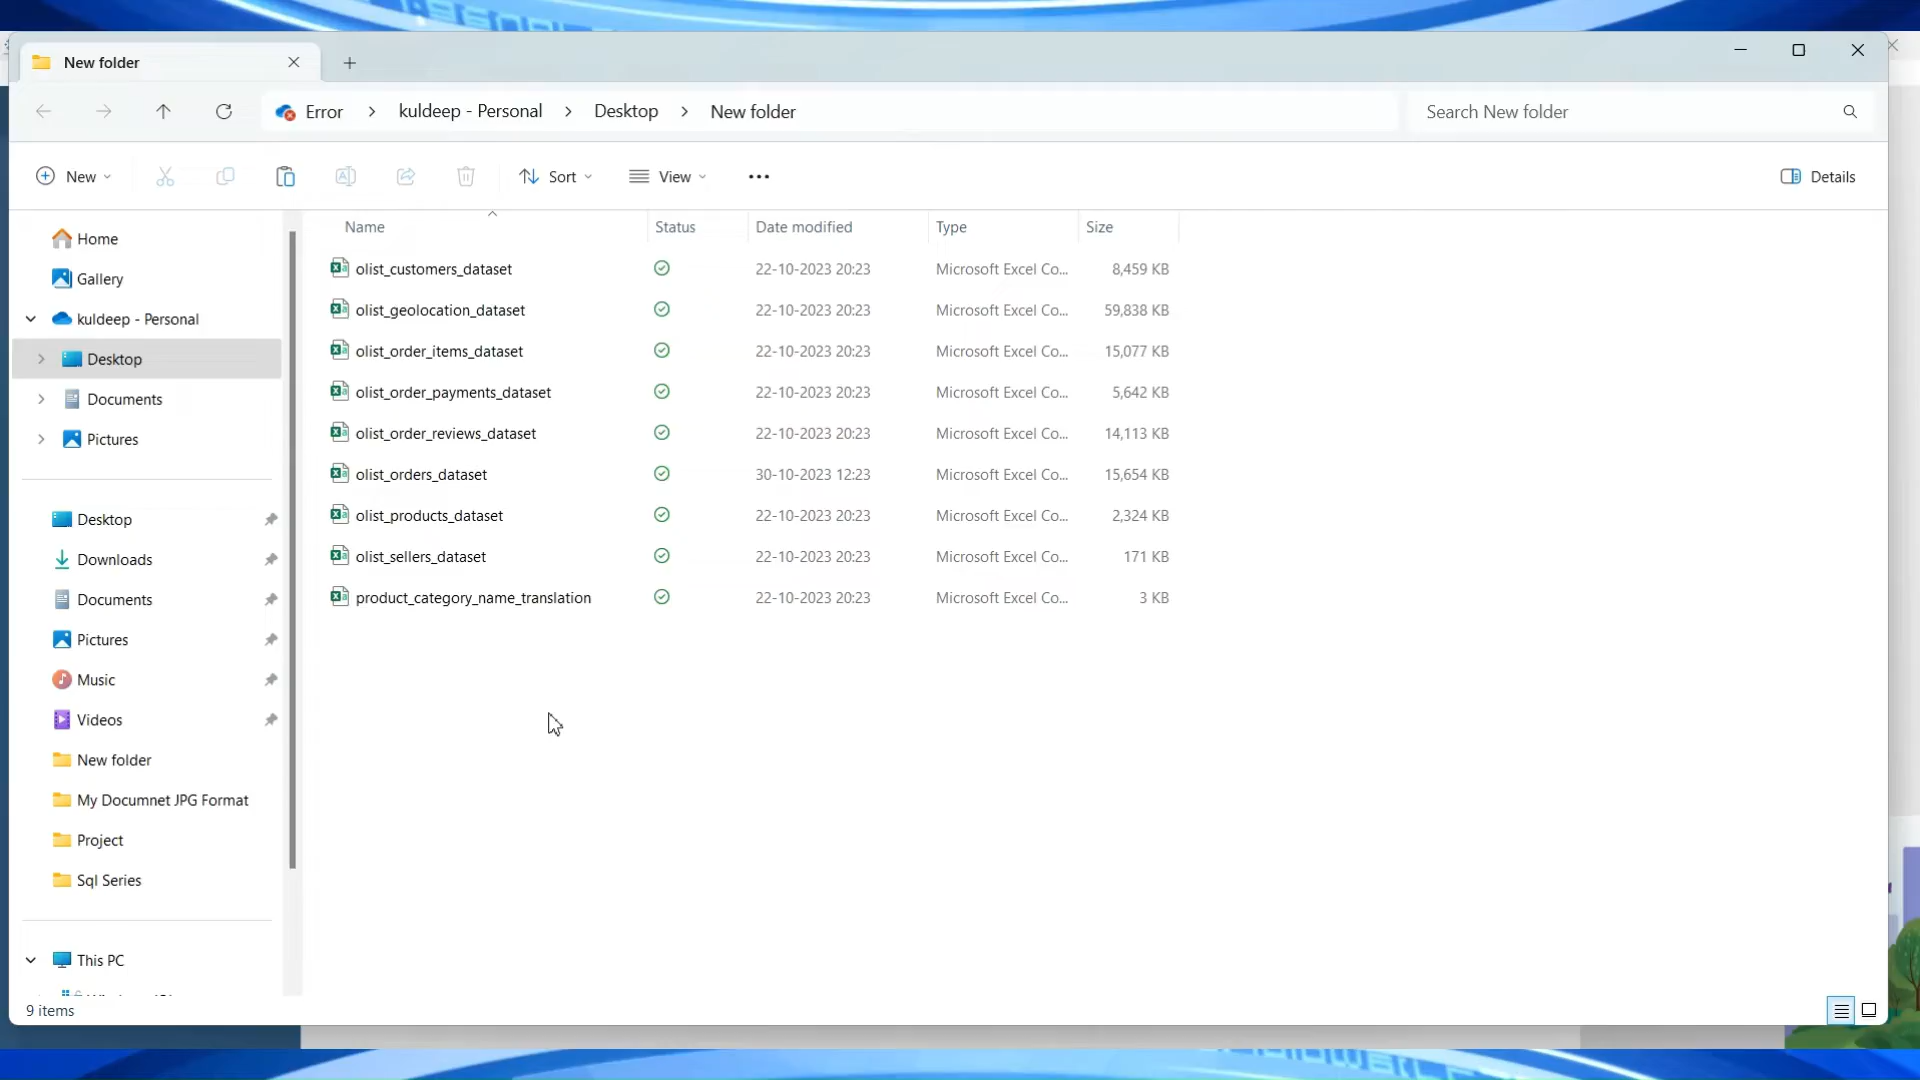 New folder
Error > kuldeep - Personal > Desktop > New folder
Search New folder
New
Sort
View
Details
Home
Gallery
kuldeep - Personal
Desktop
Documents
Pictures
Desktop
Downloads
Documents
Pictures
Music
Videos
New folder
My Documnet JPG Format
Project
Sql Series
This PC
Name Status Date modified Type Size
olist_customers_dataset 22-10-2023 20:23 Microsoft Excel Co... 8,459 KB
olist_geolocation_dataset 22-10-2023 20:23 Microsoft Excel Co... 59,838 KB
olist_order_items_dataset 22-10-2023 20:23 Microsoft Excel Co... 15,077 KB
olist_order_payments_dataset 22-10-2023 20:23 Microsoft Excel Co... 5,642 KB
olist_order_reviews_dataset 22-10-2023 20:23 Microsoft Excel Co... 14,113 KB
olist_orders_dataset 30-10-2023 12:23 Microsoft Excel Co... 15,654 KB
olist_products_dataset 22-10-2023 20:23 Microsoft Excel Co... 2,324 KB
olist_sellers_dataset 22-10-2023 20:23 Microsoft Excel Co... 171 KB
product_category_name_translation 22-10-2023 20:23 Microsoft Excel Co... 3 KB
9 items